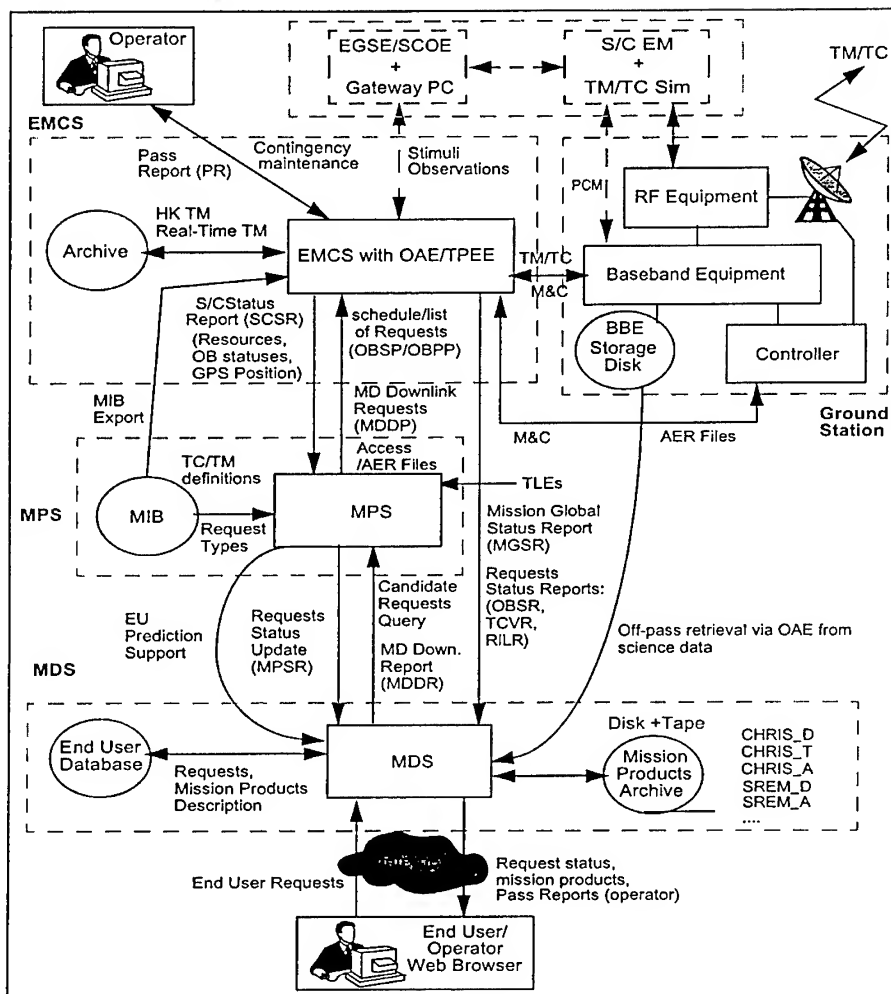 Operator
EGSE/SCOE
+
Gateway PC
S/C EM
+
TM/TC Sim
TM/TC
EMCS
Pass
Report (PR)
Contingency
maintenance
Stimuli
Observations
PCM
RF Equipment
Archive
HK TM
Real-Time TM
EMCS with OAE/TPEE
TM/TC
M&C
Baseband Equipment
BBE
Storage
Disk
Controller
Ground
Station
S/CStatus
Report (SCSR)
(Resources,
OB statuses,
GPS Position)
schedule/list
of Requests
(OBSP/OBPP)
MD Downlink
Requests
(MDDP)
Access
/AER Files
MIB
Export
M&C
AER Files
TC/TM
definitions
MPS
MIB
Request
Types
MPS
TLEs
Mission Global
Status Report
(MGSR)
Requests
Status Reports:
(OBSR,
TCVR,
RILR)
EU
Prediction
Support
Requests
Status
Update
(MPSR)
Candidate
Requests
Query
MD Down.
Report
(MDDR)
Off-pass retrieval via OAE from
science data
MDS
End User
Database
Requests,
Mission Products
Description
MDS
Disk +Tape
Mission
Products
Archive
CHRIS_D
CHRIS_T
CHRIS_A
SREM_D
SREM_A
....
End User Requests
Request status,
mission products,
Pass Reports (operator)
End User/
Operator
Web Browser